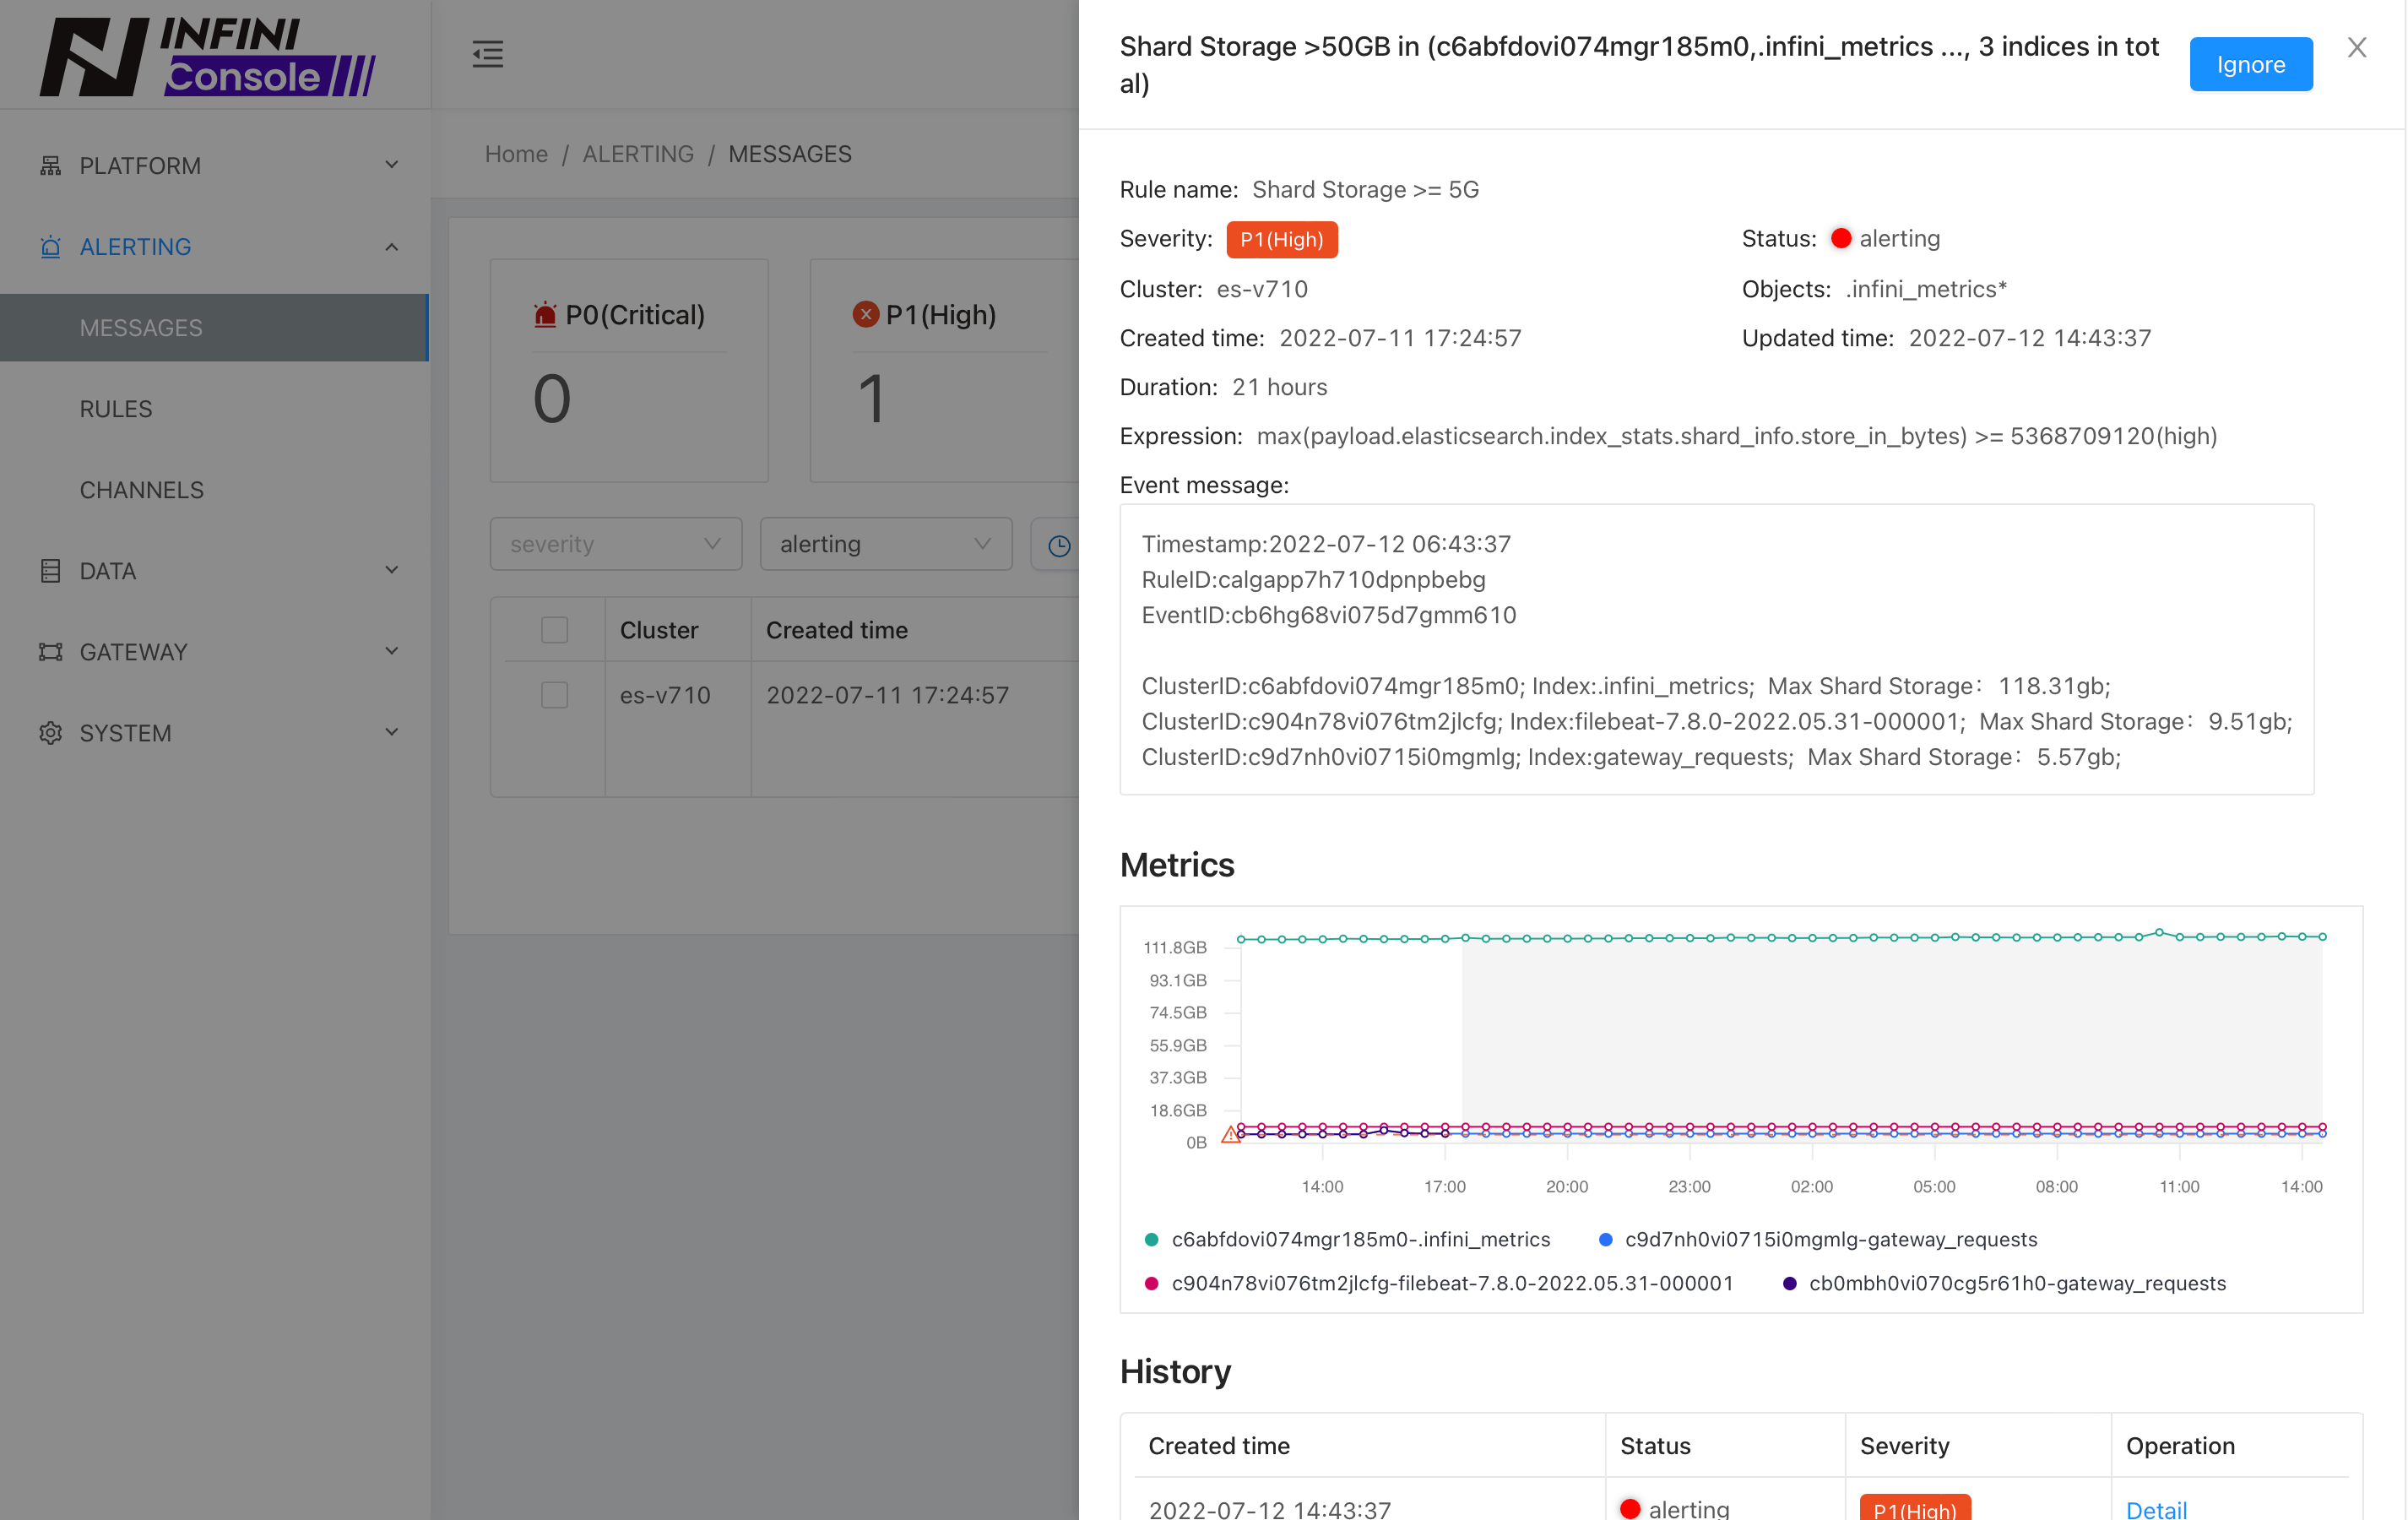 INFINI
Console
PLATFORM
ALERTING
MESSAGES
RULES
CHANNELS
DATA
GATEWAY
SYSTEM
Home / ALERTING / MESSAGES
P0(Critical)
0
P1(High)
1
severity
alerting
Cluster Created time
es-v710 2022-07-11 17:24:57
Shard Storage >50GB in (c6abfdovi074mgr185m0,.infini_metrics ..., 3 indices in tot
al)
Ignore
Rule name: Shard Storage >= 5G
Severity: P1(High) Status: alerting
Cluster: es-v710 Objects: .infini_metrics*
Created time: 2022-07-11 17:24:57 Updated time: 2022-07-12 14:43:37
Duration: 21 hours
Expression: max(payload.elasticsearch.index_stats.shard_info.store_in_bytes) >= 5368709120(high)
Event message:
Timestamp:2022-07-12 06:43:37
RuleID:calgapp7h710dpnpbebg
EventID:cb6hg68vi075d7gmm610
ClusterID:c6abfdovi074mgr185m0; Index:.infini_metrics; Max Shard Storage：118.31gb;
ClusterID:c904n78vi076tm2jlcfg; Index:filebeat-7.8.0-2022.05.31-000001; Max Shard Storage：9.51gb;
ClusterID:c9d7nh0vi0715i0mgmlg; Index:gateway_requests; Max Shard Storage：5.57gb;
Metrics
111.8GB
93.1GB
74.5GB
55.9GB
37.3GB
18.6GB
0B
14:00 17:00 20:00 23:00 02:00 05:00 08:00 11:00 14:00
c6abfdovi074mgr185m0-.infini_metrics c9d7nh0vi0715i0mgmlg-gateway_requests
c904n78vi076tm2jlcfg-filebeat-7.8.0-2022.05.31-000001 cb0mbh0vi070cg5r61h0-gateway_requests
History
Created time Status Severity Operation
2022-07-12 14:43:37 alerting P1(High) Detail